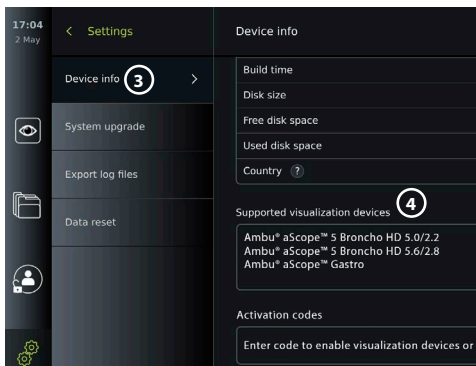 17:04
2 May
< Settings
Device info
Device info 3 >
System upgrade
Export log files
Data reset
Build time
Disk size
Free disk space
Used disk space
Country ?
Supported visualization devices 4
Ambu® aScope™ 5 Broncho HD 5.0/2.2
Ambu® aScope™ 5 Broncho HD 5.6/2.8
Ambu® aScope™ Gastro
Activation codes
Enter code to enable visualization devices or